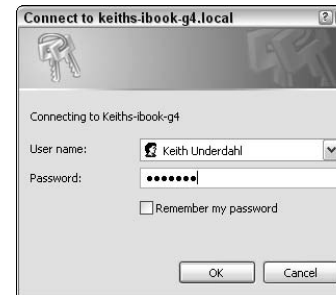 Connect to keiths-ibook-g4.local
Connecting to Keiths-ibook-g4
User name: Keith Underdahl
Password: •••••••
Remember my password
OK Cancel